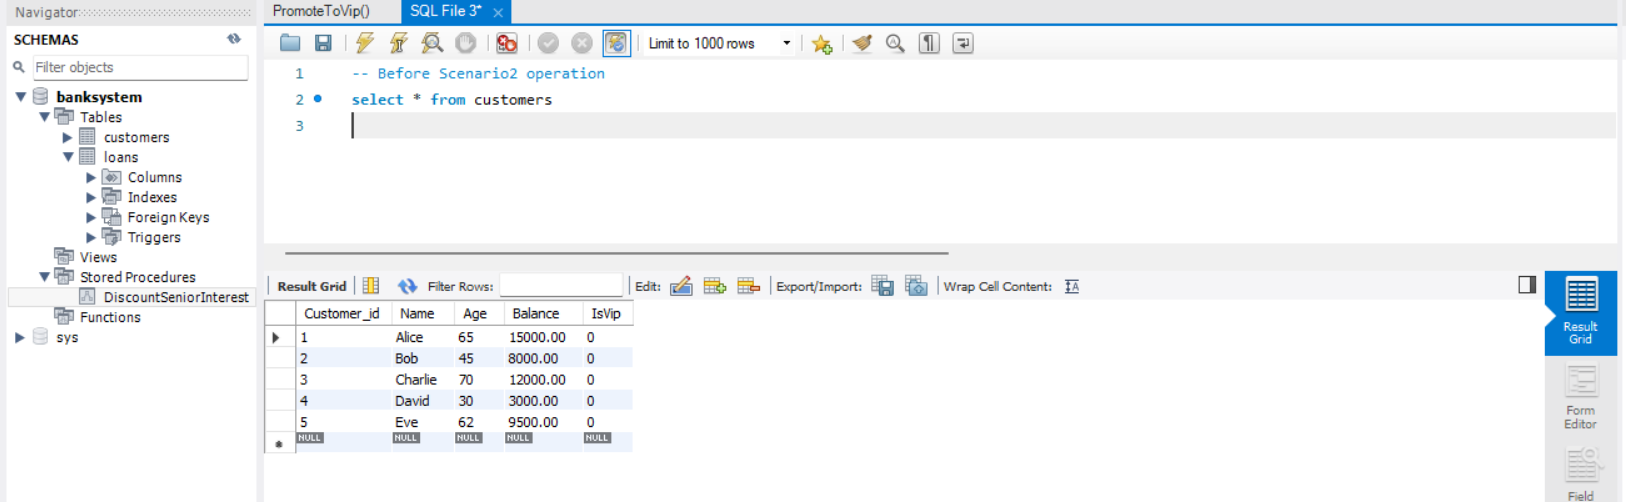 Navigator
PromoteToVip()
SQL File 3*
SCHEMAS
Limit to 1000 rows
Filter objects
banksystem
Tables
customers
loans
Columns
Indexes
Foreign Keys
Triggers
Views
Stored Procedures
DiscountSeniorInterest
Functions
sys
1 -- Before Scenario2 operation
2 select * from customers
3
Result Grid
Filter Rows:
Edit:
Export/Import:
Wrap Cell Content:
Customer_id Name Age Balance IsVip
1 Alice 65 15000.00 0
2 Bob 45 8000.00 0
3 Charlie 70 12000.00 0
4 David 30 3000.00 0
5 Eve 62 9500.00 0
NULL NULL NULL NULL NULL
Result
Grid
Form
Editor
Field